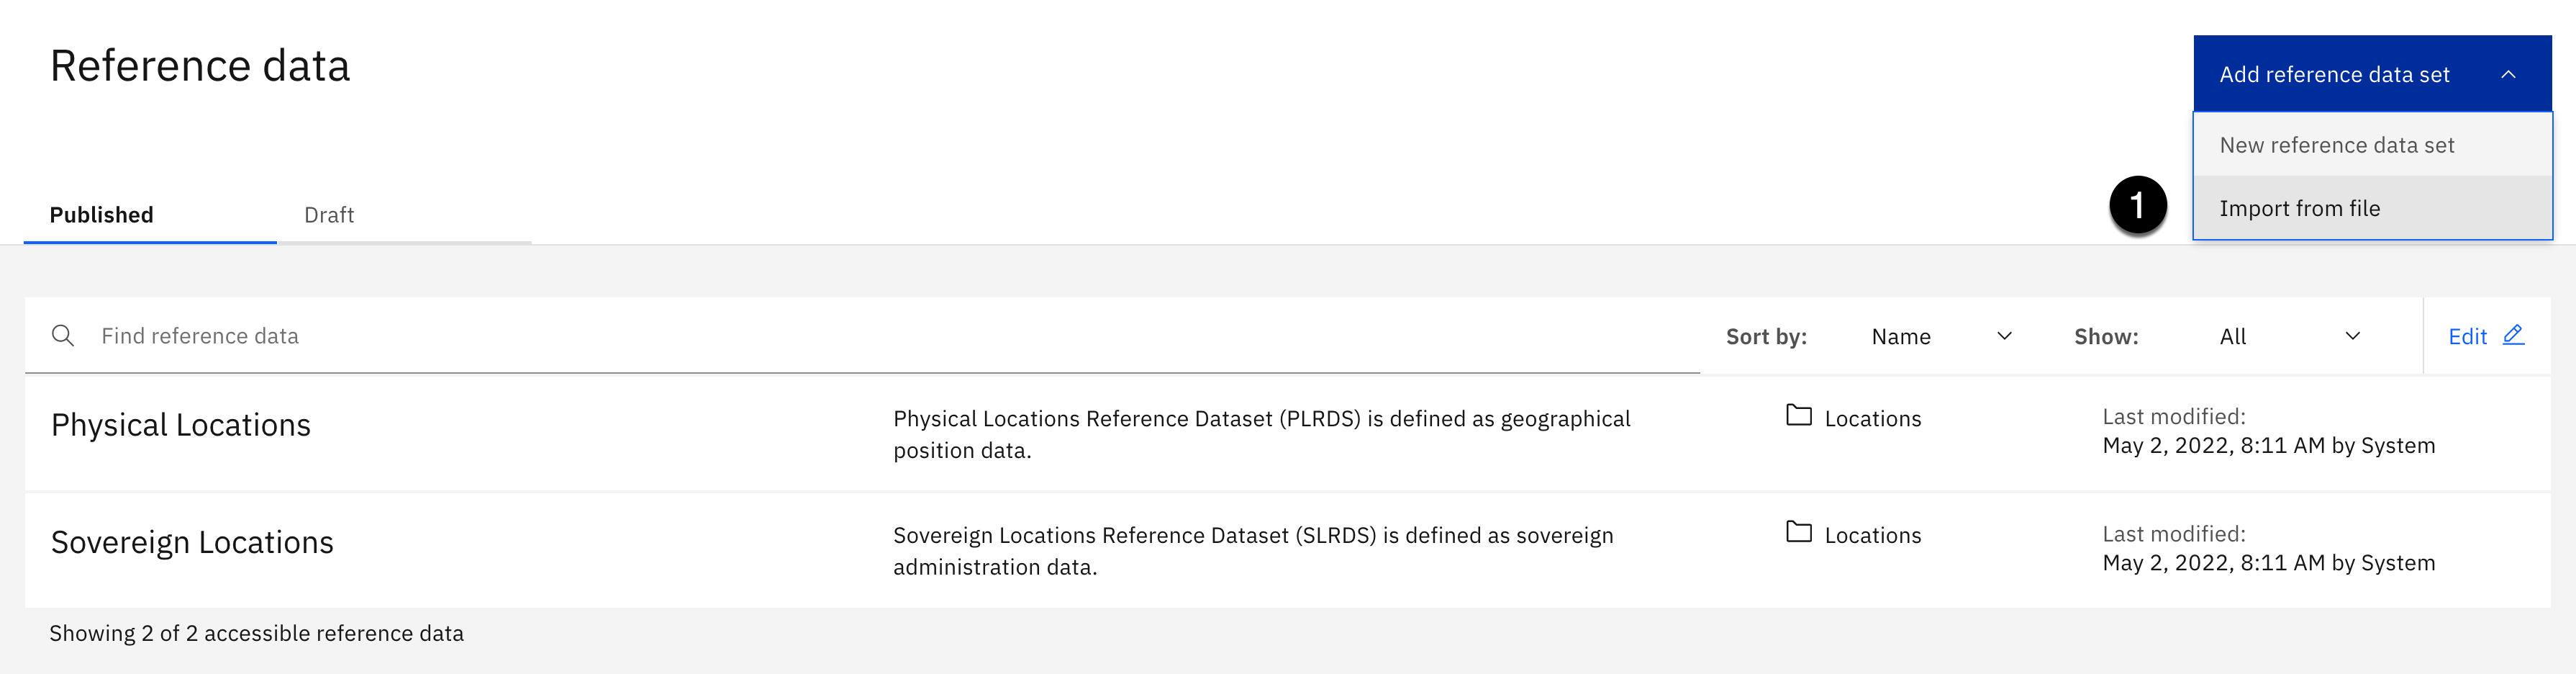 Reference data
Add reference data set
New reference data set
Import from file
1
Published
Draft
Find reference data
Sort by:
Name
Show:
All
Edit
Physical Locations
Physical Locations Reference Dataset (PLRDS) is defined as geographical
position data.
Locations
Last modified:
May 2, 2022, 8:11 AM by System
Sovereign Locations
Sovereign Locations Reference Dataset (SLRDS) is defined as sovereign
administration data.
Locations
Last modified:
May 2, 2022, 8:11 AM by System
Showing 2 of 2 accessible reference data